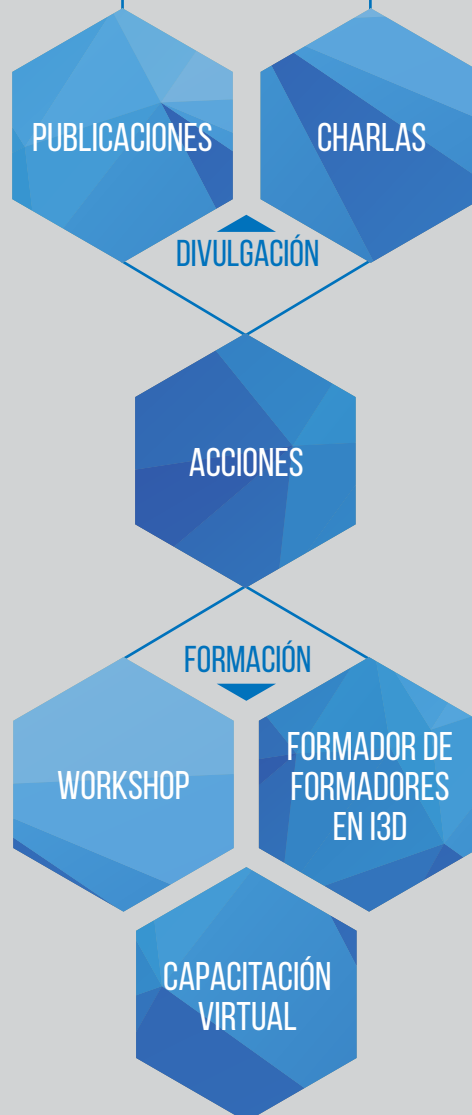 PUBLICACIONES
CHARLAS
DIVULGACIÓN
ACCIONES
FORMACIÓN
WORKSHOP
FORMADOR DE
FORMADORES
EN I3D
CAPACITACIÓN
VIRTUAL